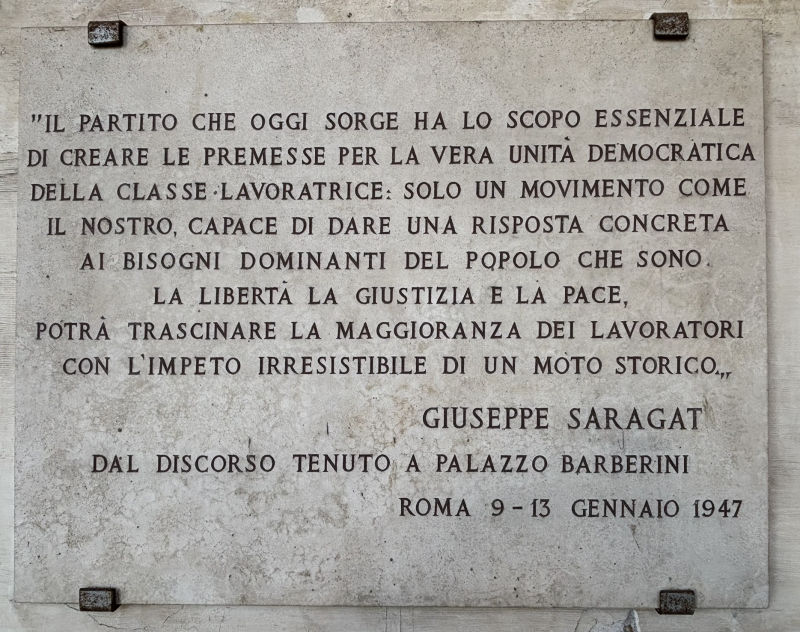 "IL PARTITO CHE OGGI SORGE HA LO SCOPO ESSENZIALE
DI CREARE LE PREMESSE PER LA VERA UNITÀ DEMOCRATICA
DELLA CLASSE LAVORATRICE: SOLO UN MOVIMENTO COME
IL NOSTRO, CAPACE DI DARE UNA RISPOSTA CONCRETA
AI BISOGNI DOMINANTI DEL POPOLO CHE SONO.
LA LIBERTÀ LA GIUSTIZIA E LA PACE,
POTRÀ TRASCINARE LA MAGGIORANZA DEI LAVORATORI
CON L'IMPETO IRRESISTIBILE DI UN MOTO STORICO.„
GIUSEPPE SARAGAT
DAL DISCORSO TENUTO A PALAZZO BARBERINI
ROMA 9-13 GENNAIO 1947